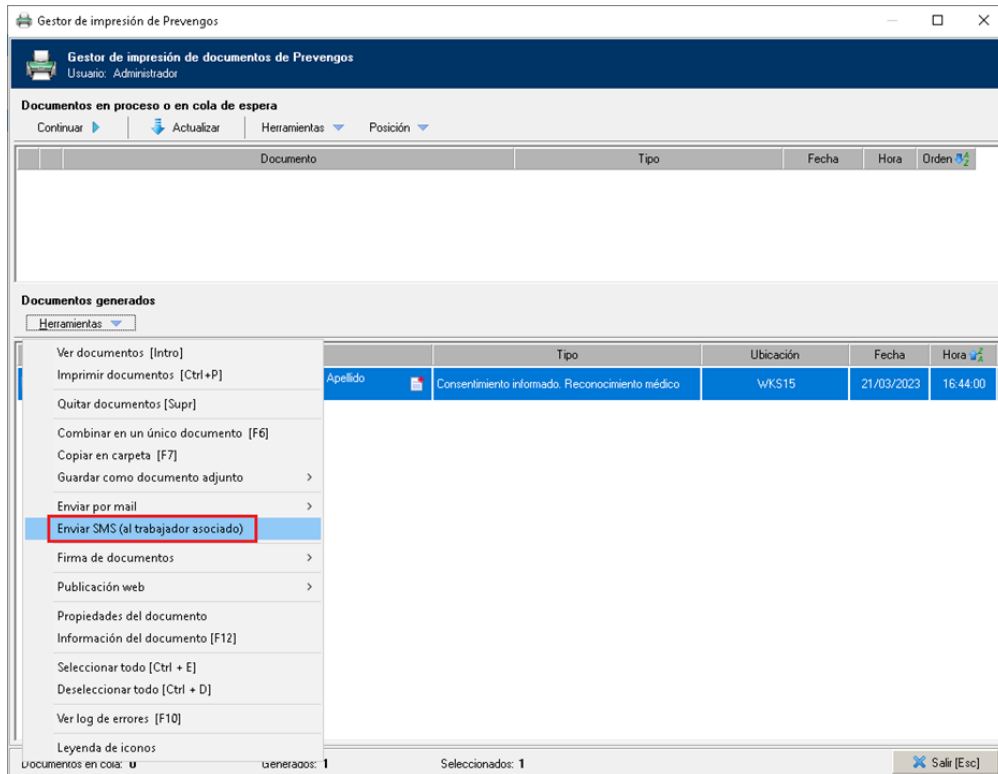 Gestor de impresión de Prevengos
Gestor de impresión de documentos de Prevengos
Usuario: Administrador
Documentos en proceso o en cola de espera
Continuar Actualizar Herramientas Posición
Documento Tipo Fecha Hora Orden
Documentos generados
Herramientas
Tipo Ubicación Fecha Hora
Apellido Consentimiento informado. Reconocimiento médico WKS15 21/03/2023 16:44:00
Ver documentos [Intro]
Imprimir documentos [Ctrl+P]
Quitar documentos [Supr]
Combinar en un único documento [F6]
Copiar en carpeta [F7]
Guardar como documento adjunto
Enviar por mail
Enviar SMS (al trabajador asociado)
Firma de documentos
Publicación web
Propiedades del documento
Información del documento [F12]
Seleccionar todo [Ctrl + E]
Deseleccionar todo [Ctrl + D]
Ver log de errores [F10]
Leyenda de iconos
Documentos en cola: 0 Generados: 1 Seleccionados: 1 Salir [Esc]